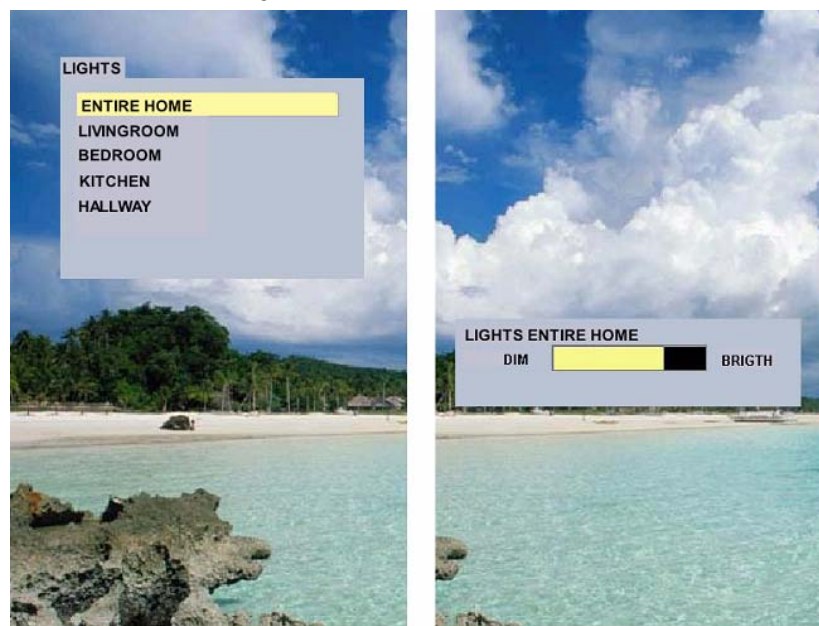 LIGHTS
ENTIRE HOME
LIVINGROOM
BEDROOM
KITCHEN
HALLWAY
LIGHTS ENTIRE HOME
DIM BRIGTH